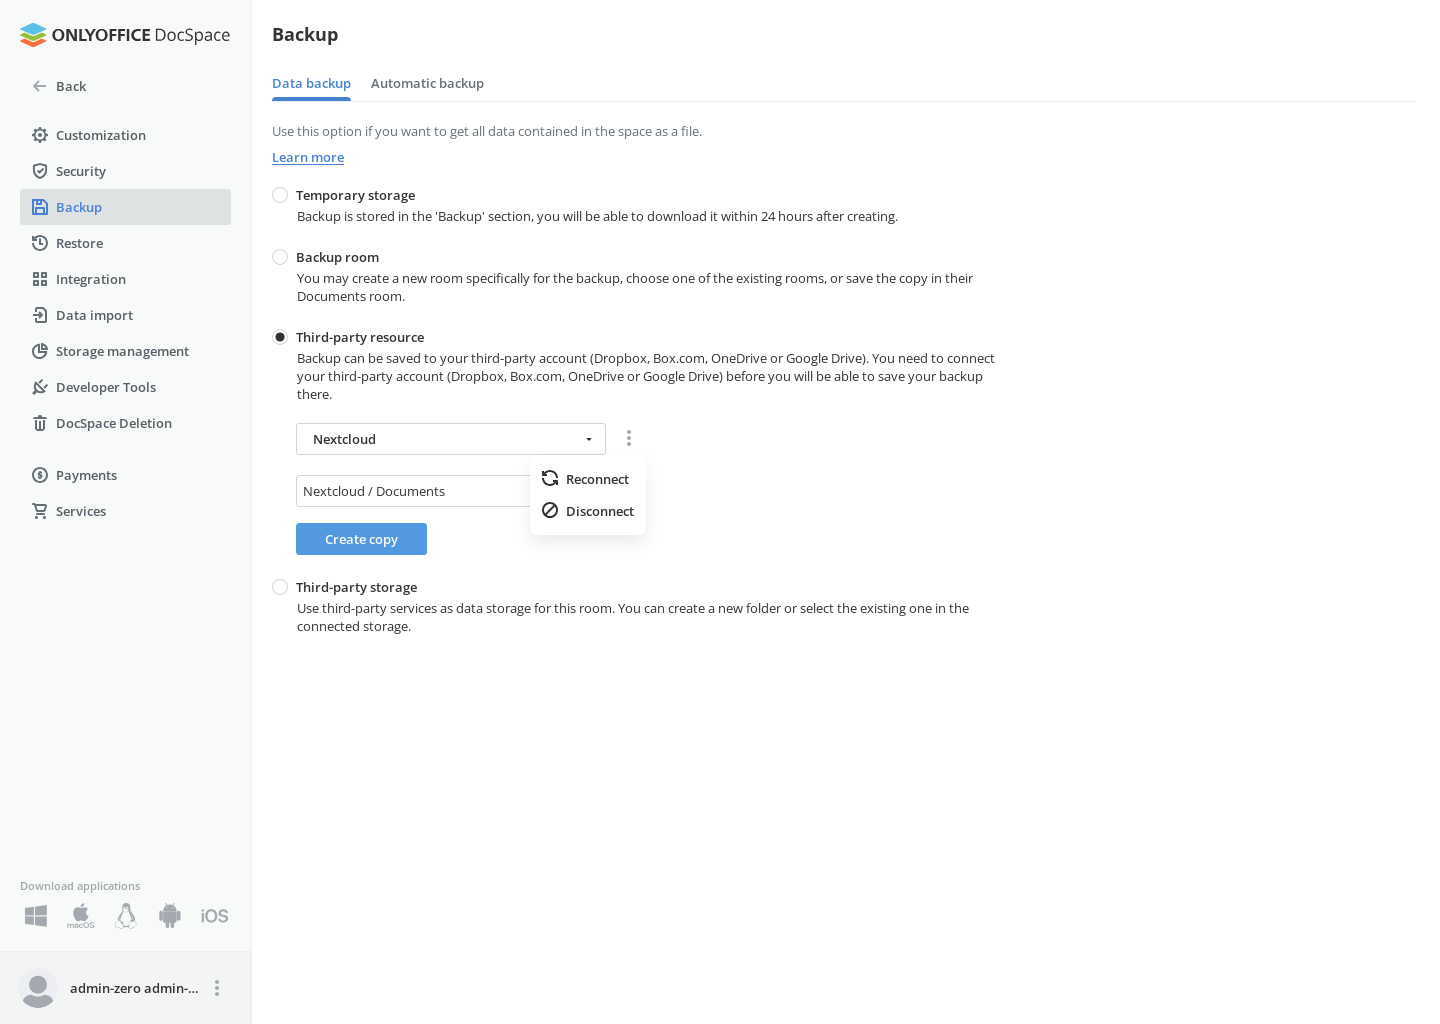 ONLYOFFICE DocSpace
Back
Customization
Security
Backup
Restore
Integration
Data import
Storage management
Developer Tools
DocSpace Deletion
Payments
Services
Download applications
macOS
iOS
admin-zero admin-...
Backup
Data backup
Automatic backup
Use this option if you want to get all data contained in the space as a file.
Learn more
Temporary storage
Backup is stored in the 'Backup' section, you will be able to download it within 24 hours after creating.
Backup room
You may create a new room specifically for the backup, choose one of the existing rooms, or save the copy in their
Documents room.
Third-party resource
Backup can be saved to your third-party account (Dropbox, Box.com, OneDrive or Google Drive). You need to connect
your third-party account (Dropbox, Box.com, OneDrive or Google Drive) before you will be able to save your backup
there.
Nextcloud
Reconnect
Nextcloud / Documents
Disconnect
Create copy
Third-party storage
Use third-party services as data storage for this room. You can create a new folder or select the existing one in the
connected storage.